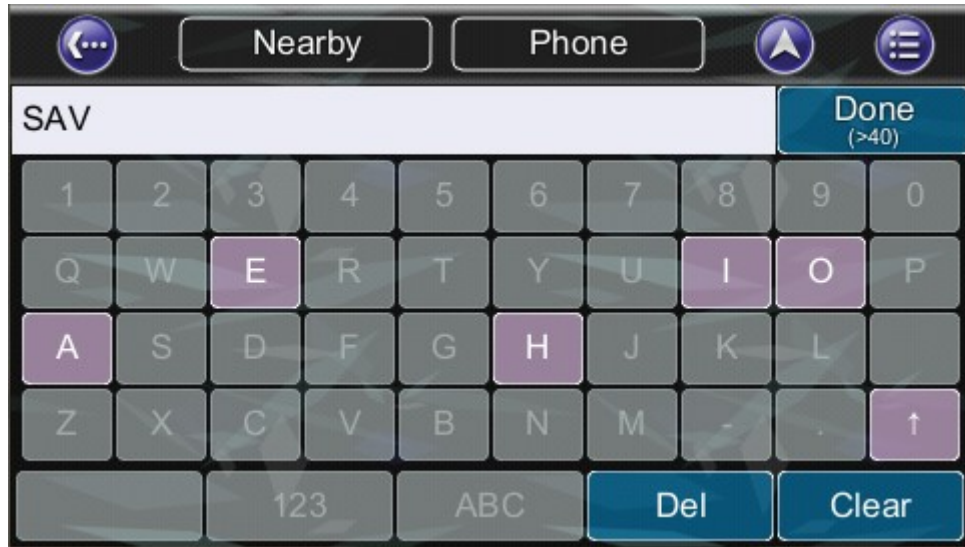 Nearby Phone
SAV Done
(>40)
1 2 3 4 5 6 7 8 9 0
Q W E R T Y U I O P
A S D F G H J K L
Z X C V B N M - . ↑
123 ABC Del Clear